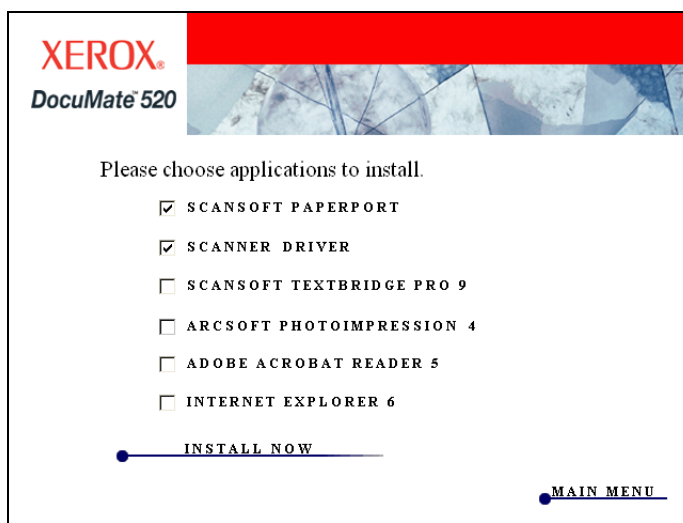 XEROX®
DocuMate™ 520
Please choose applications to install.
SCANSOFT PAPERPORT
SCANNER DRIVER
SCANSOFT TEXTBRIDGE PRO 9
ARCSOFT PHOTOIMPRESSION 4
ADOBE ACROBAT READER 5
INTERNET EXPLORER 6
INSTALL NOW
MAIN MENU